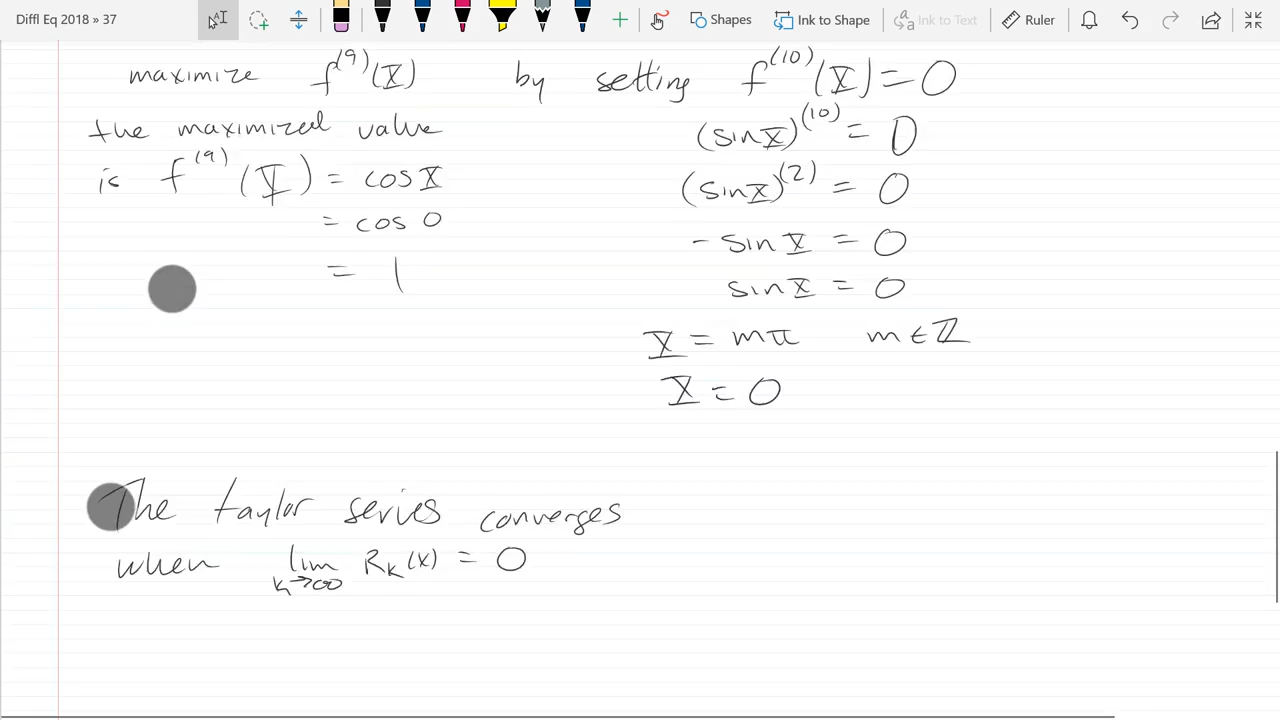 Diffl Eq 2018 » 37
Shapes
Ink to Shape
Ink to Text
Ruler
maximize f^(9)(X) by setting f^(10)(X) = 0
the maximized value
is f^(9)(X) = cos X
= cos 0
= 1
(sin X)^(10) = 0
(sin X)^(2) = 0
- sin X = 0
sin X = 0
X = mπ m ∈ ℤ
X = 0
The taylor series converges
when lim k→∞ R_k(x) = 0